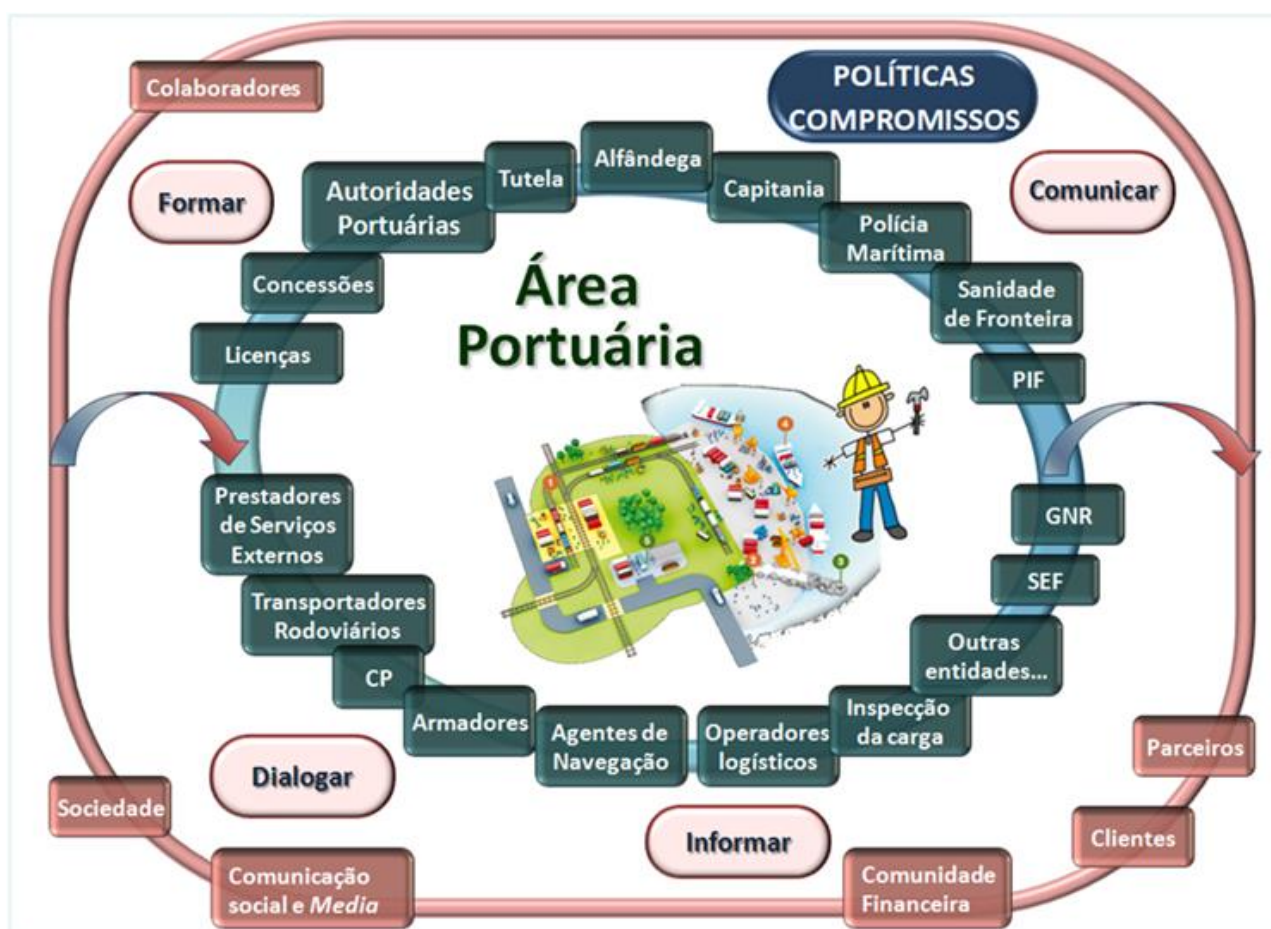 Colaboradores
POLÍTICAS
COMPROMISSOS
Formar
Comunicar
Autoridades
Portuárias
Tutela
Alfândega
Capitania
Polícia
Marítima
Sanidade
de Fronteira
PIF
GNR
SEF
Outras
entidades...
Inspecção
da carga
Operadores
logísticos
Agentes de
Navegação
Armadores
CP
Transportadores
Rodoviários
Prestadores
de Serviços
Externos
Licenças
Concessões
Área
Portuária
Dialogar
Informar
Sociedade
Comunicação
social e Media
Comunidade
Financeira
Clientes
Parceiros